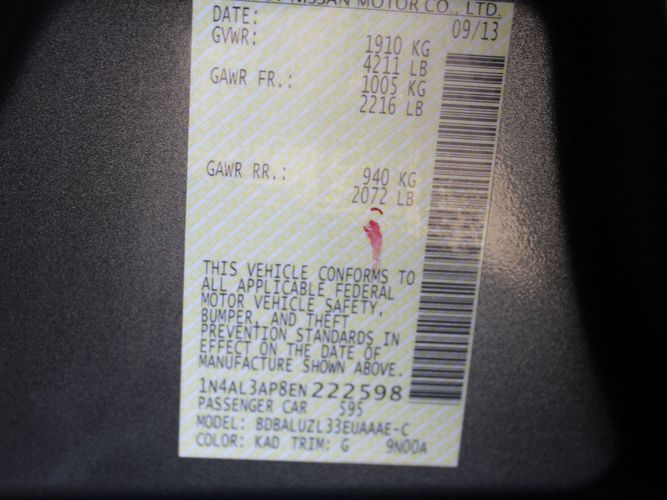 NISSAN MOTOR CO., LTD.
DATE: 09/13
GVWR: 1910 KG
4211 LB
GAWR FR.: 1005 KG
2216 LB
GAWR RR.: 940 KG
2072 LB
THIS VEHICLE CONFORMS TO
ALL APPLICABLE FEDERAL
MOTOR VEHICLE SAFETY,
BUMPER, AND THEFT
PREVENTION STANDARDS IN
EFFECT ON THE DATE OF
MANUFACTURE SHOWN ABOVE.
1N4AL3AP8EN 222598
PASSENGER CAR 595
MODEL: BDBALUZL33EUAAAE-C
COLOR: KAD TRIM: G 9N00A